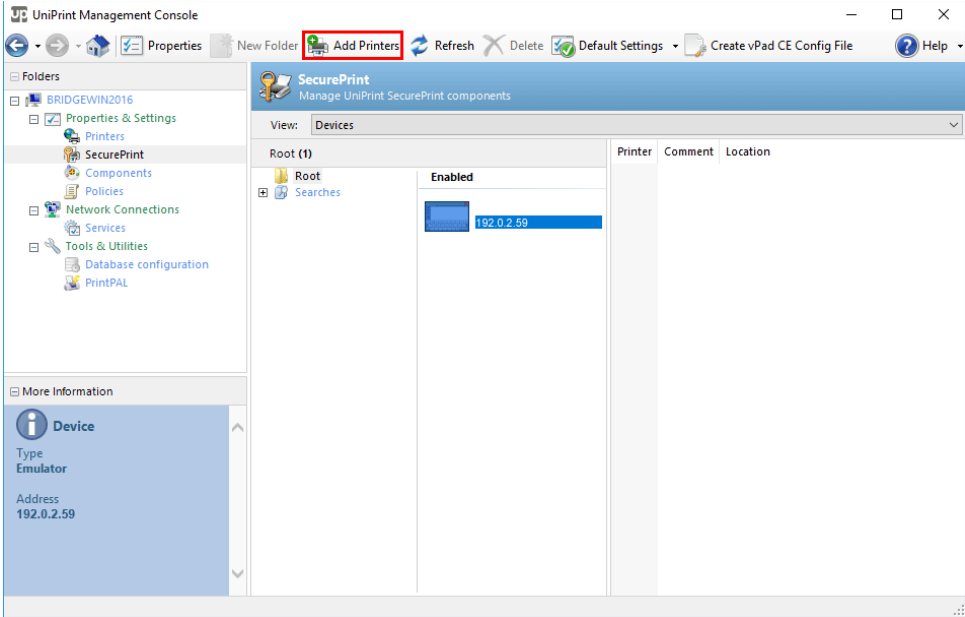 UniPrint Management Console
Properties New Folder Add Printers Refresh Delete Default Settings Create vPad CE Config File Help
Folders
BRIDGEWIN2016
Properties & Settings
Printers
SecurePrint
Components
Policies
Network Connections
Services
Tools & Utilities
Database configuration
PrintPAL
More Information
Device
Type
Emulator
Address
192.0.2.59
SecurePrint
Manage UniPrint SecurePrint components
View: Devices
Root (1)
Root
Searches
Enabled
192.0.2.59
Printer Comment Location